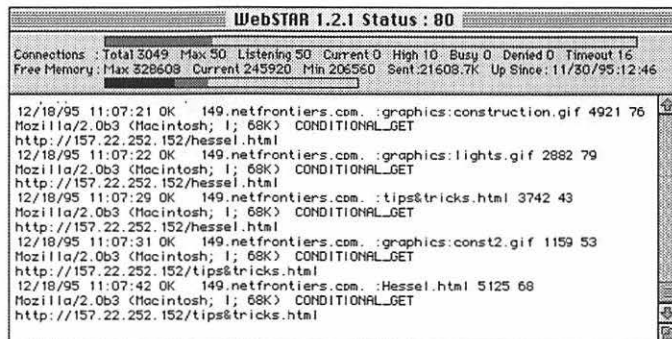 WebSTAR 1.2.1 Status : 80
Connections : Total 3049 Max 50 Listening 50 Current 0 High 10 Busy 0 Denied 0 Timeout 16
Free Memory : Max 328608 Current 245920 Min 206560 Sent :21608.7K Up Since : 11/30/95:12:46
12/18/95 11:07:21 OK 149.netfrontiers.com. :graphics:construction.gif 4921 76
Mozilla/2.0b3 (Macintosh; I; 68K) CONDITIONAL_GET
http://157.22.252.152/hessel.html
12/18/95 11:07:22 OK 149.netfrontiers.com. :graphics:lights.gif 2882 79
Mozilla/2.0b3 (Macintosh; I; 68K) CONDITIONAL_GET
http://157.22.252.152/hessel.html
12/18/95 11:07:29 OK 149.netfrontiers.com. :tips&tricks.html 3742 43
Mozilla/2.0b3 (Macintosh; I; 68K) CONDITIONAL_GET
http://157.22.252.152/hessel.html
12/18/95 11:07:31 OK 149.netfrontiers.com. :graphics:const2.gif 1159 53
Mozilla/2.0b3 (Macintosh; I; 68K) CONDITIONAL_GET
http://157.22.252.152/tips&tricks.html
12/18/95 11:07:42 OK 149.netfrontiers.com. :Hessel.html 5125 68
Mozilla/2.0b3 (Macintosh; I; 68K) CONDITIONAL_GET
http://157.22.252.152/tips&tricks.html